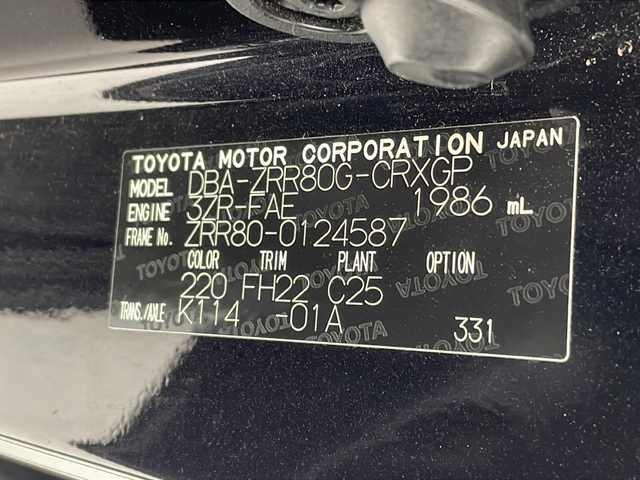 TOYOTA MOTOR CORPORATION JAPAN
MODEL DBA-ZRR80G-CRXGP
ENGINE 3ZR-FAE 1986 mL
FRAME No. ZRR80-0124587
COLOR TRIM PLANT OPTION
220 FH22 C25
TRANS./AXLE K114 -01A
331